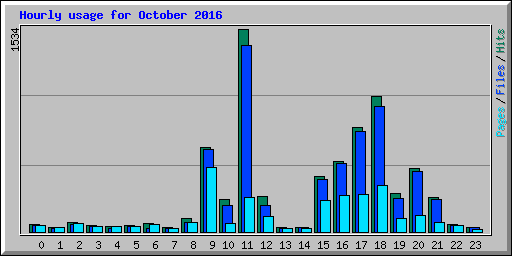 Hourly usage for October 2016
1534
Pages/Files/Hits
0 1 2 3 4 5 6 7 8 9 10 11 12 13 14 15 16 17 18 19 20 21 22 23